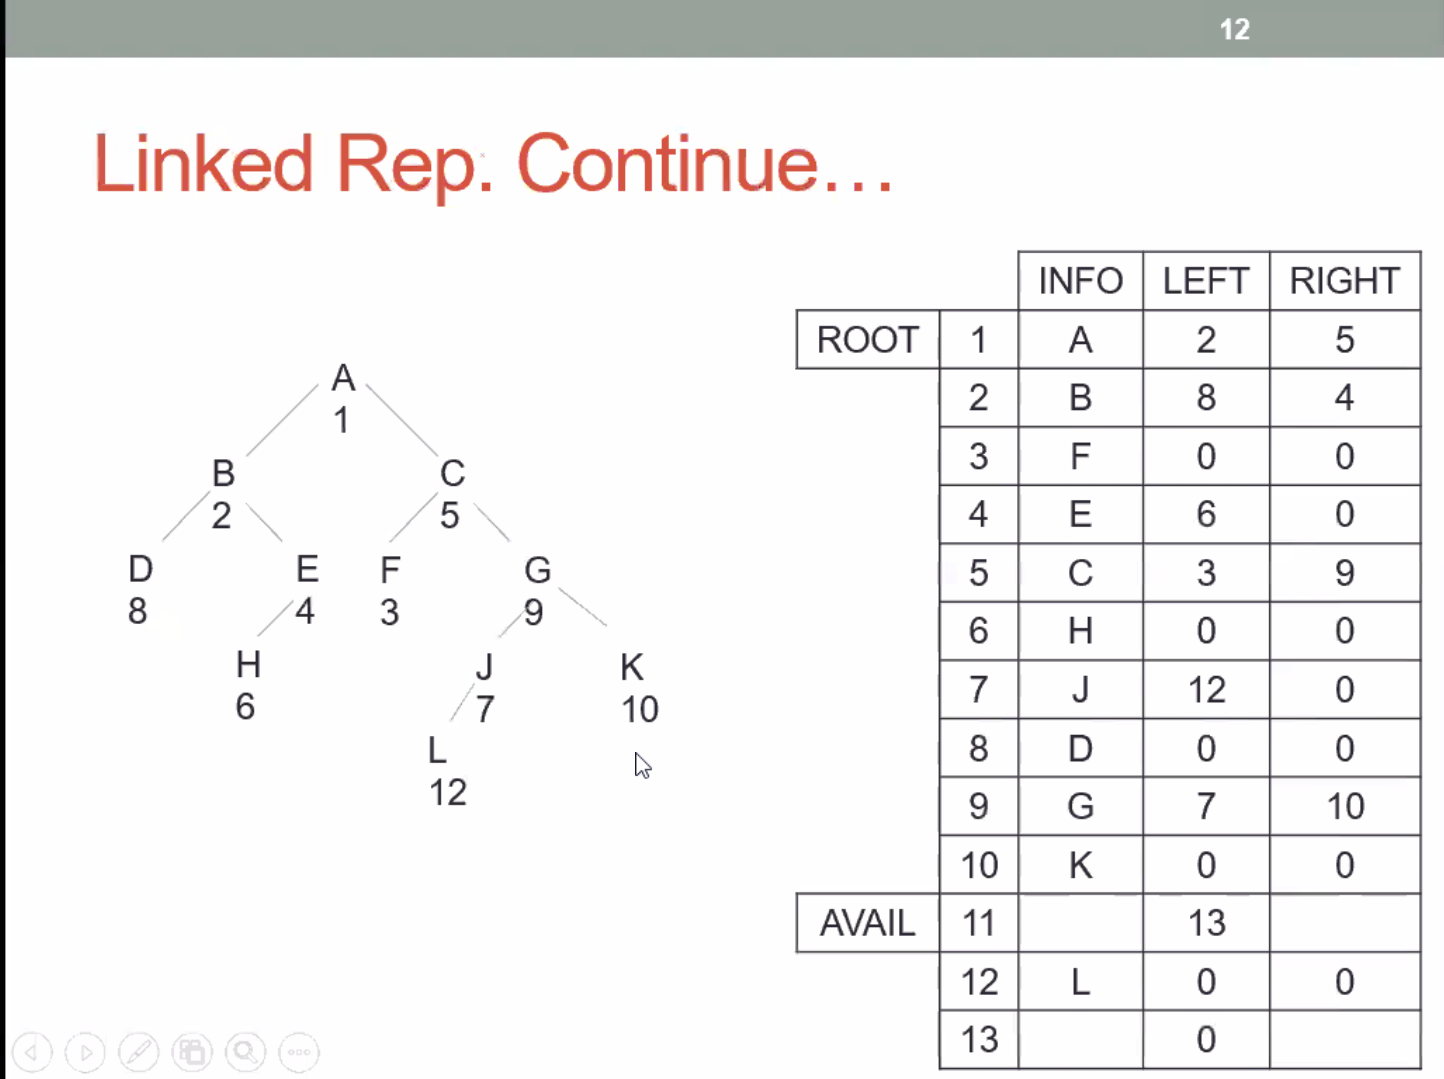 12
Linked Rep. Continue...
A
1
B C
2 5
D E F G
8 4 3 9
H J K
6 7 10
L
12
INFO LEFT RIGHT
ROOT 1 A 2 5
2 B 8 4
3 F 0 0
4 E 6 0
5 C 3 9
6 H 0 0
7 J 12 0
8 D 0 0
9 G 7 10
10 K 0 0
AVAIL 11 13
12 L 0 0
13 0